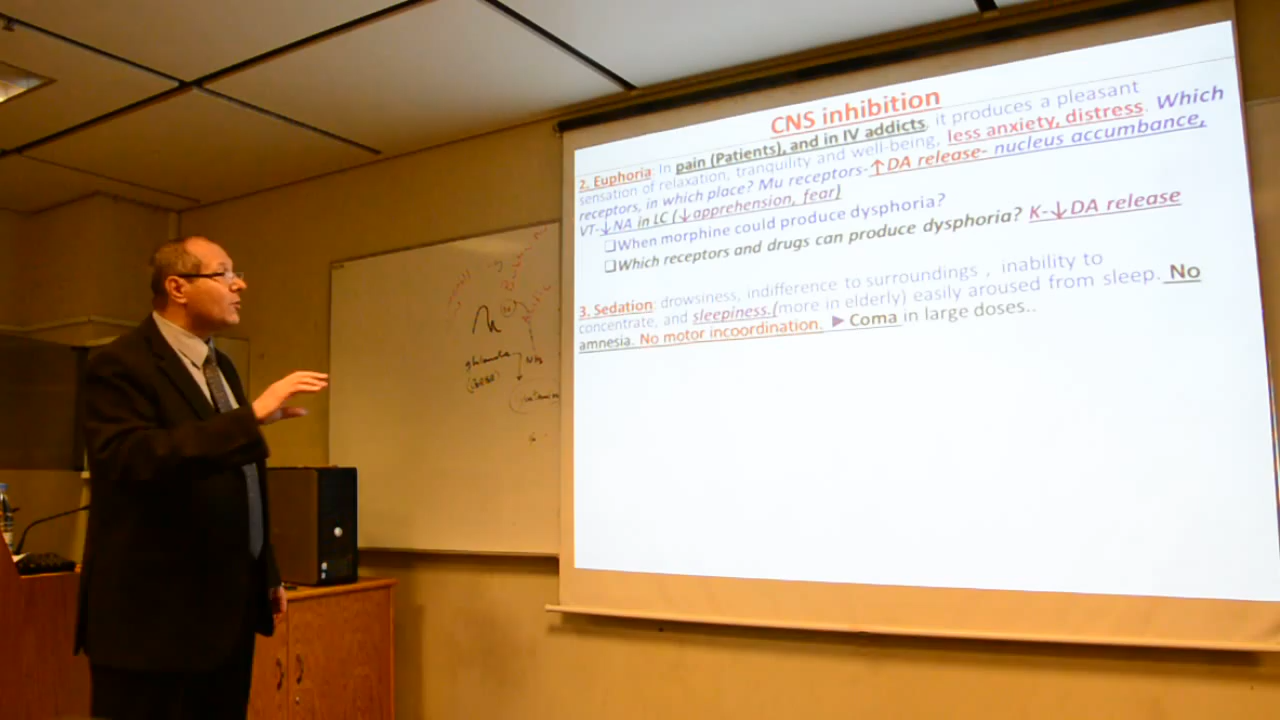 CNS inhibition
2. Euphoria: In pain (Patients), and in IV addicts, it produces a pleasant
sensation of relaxation, tranquility and well-being, less anxiety, distress. Which
receptors, in which place? Mu receptors-↑DA release- nucleus accumbance,
VT-↓NA in LC (↓apprehension, fear)
❑When morphine could produce dysphoria?
❑Which receptors and drugs can produce dysphoria? K-↓DA release
3. Sedation: drowsiness, indifference to surroundings , inability to
concentrate, and sleepiness.(more in elderly) easily aroused from sleep. No
amnesia. No motor incoordination. ►Coma in large doses..